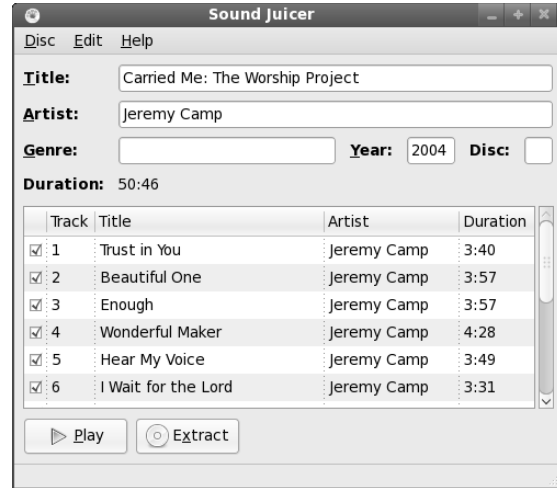 Sound Juicer
Disc Edit Help
Title: Carried Me: The Worship Project
Artist: Jeremy Camp
Genre: Year: 2004 Disc:
Duration: 50:46
Track Title Artist Duration
1 Trust in You Jeremy Camp 3:40
2 Beautiful One Jeremy Camp 3:57
3 Enough Jeremy Camp 3:57
4 Wonderful Maker Jeremy Camp 4:28
5 Hear My Voice Jeremy Camp 3:49
6 I Wait for the Lord Jeremy Camp 3:31
Play Extract